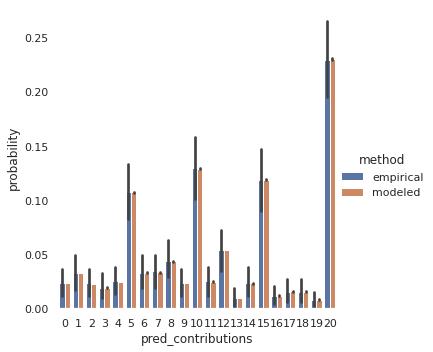 0.25
0.20
0.15
0.10
0.05
0.00
probability
0 1 2 3 4 5 6 7 8 9 10 11 12 13 14 15 16 17 18 19 20
pred_contributions
method
empirical
modeled